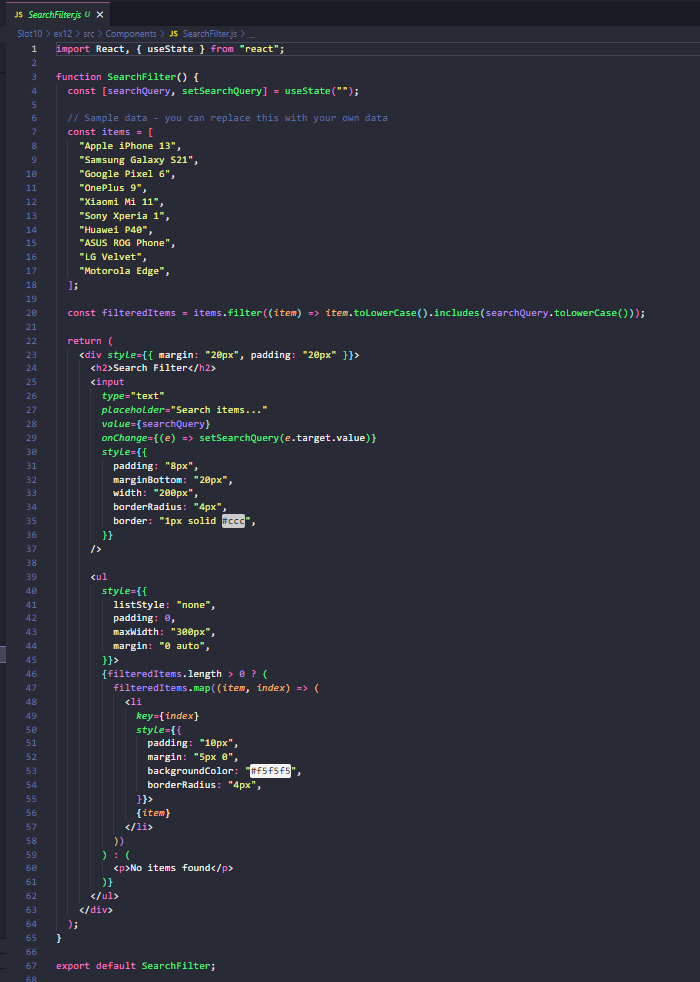 JS SearchFilter.js U ×
Slot10 > ex12 > src > Components > JS SearchFilter.js > ...
1 import React, { useState } from "react";
2
3 function SearchFilter() {
4 const [searchQuery, setSearchQuery] = useState("");
5
6 // Sample data - you can replace this with your own data
7 const items = [
8 "Apple iPhone 13",
9 "Samsung Galaxy S21",
10 "Google Pixel 6",
11 "OnePlus 9",
12 "Xiaomi Mi 11",
13 "Sony Xperia 1",
14 "Huawei P40",
15 "ASUS ROG Phone",
16 "LG Velvet",
17 "Motorola Edge",
18 ];
19
20 const filteredItems = items.filter((item) => item.toLowerCase().includes(searchQuery.toLowerCase()));
21
22 return (
23 <div style={{ margin: "20px", padding: "20px" }}>
24 <h2>Search Filter</h2>
25 <input
26 type="text"
27 placeholder="Search items..."
28 value={searchQuery}
29 onChange={(e) => setSearchQuery(e.target.value)}
30 style={{
31 padding: "8px",
32 marginBottom: "20px",
33 width: "200px",
34 borderRadius: "4px",
35 border: "1px solid #ccc",
36 }}
37 />
38
39 <ul
40 style={{
41 listStyle: "none",
42 padding: 0,
43 maxWidth: "300px",
44 margin: "0 auto",
45 }}>
46 {filteredItems.length > 0 ? (
47 filteredItems.map((item, index) => (
48 <li
49 key={index}
50 style={{
51 padding: "10px",
52 margin: "5px 0",
53 backgroundColor: "#f5f5f5",
54 borderRadius: "4px",
55 }}>
56 {item}
57 </li>
58 ))
59 ) : (
60 <p>No items found</p>
61 )}
62 </ul>
63 </div>
64 );
65 }
66
67 export default SearchFilter;
68